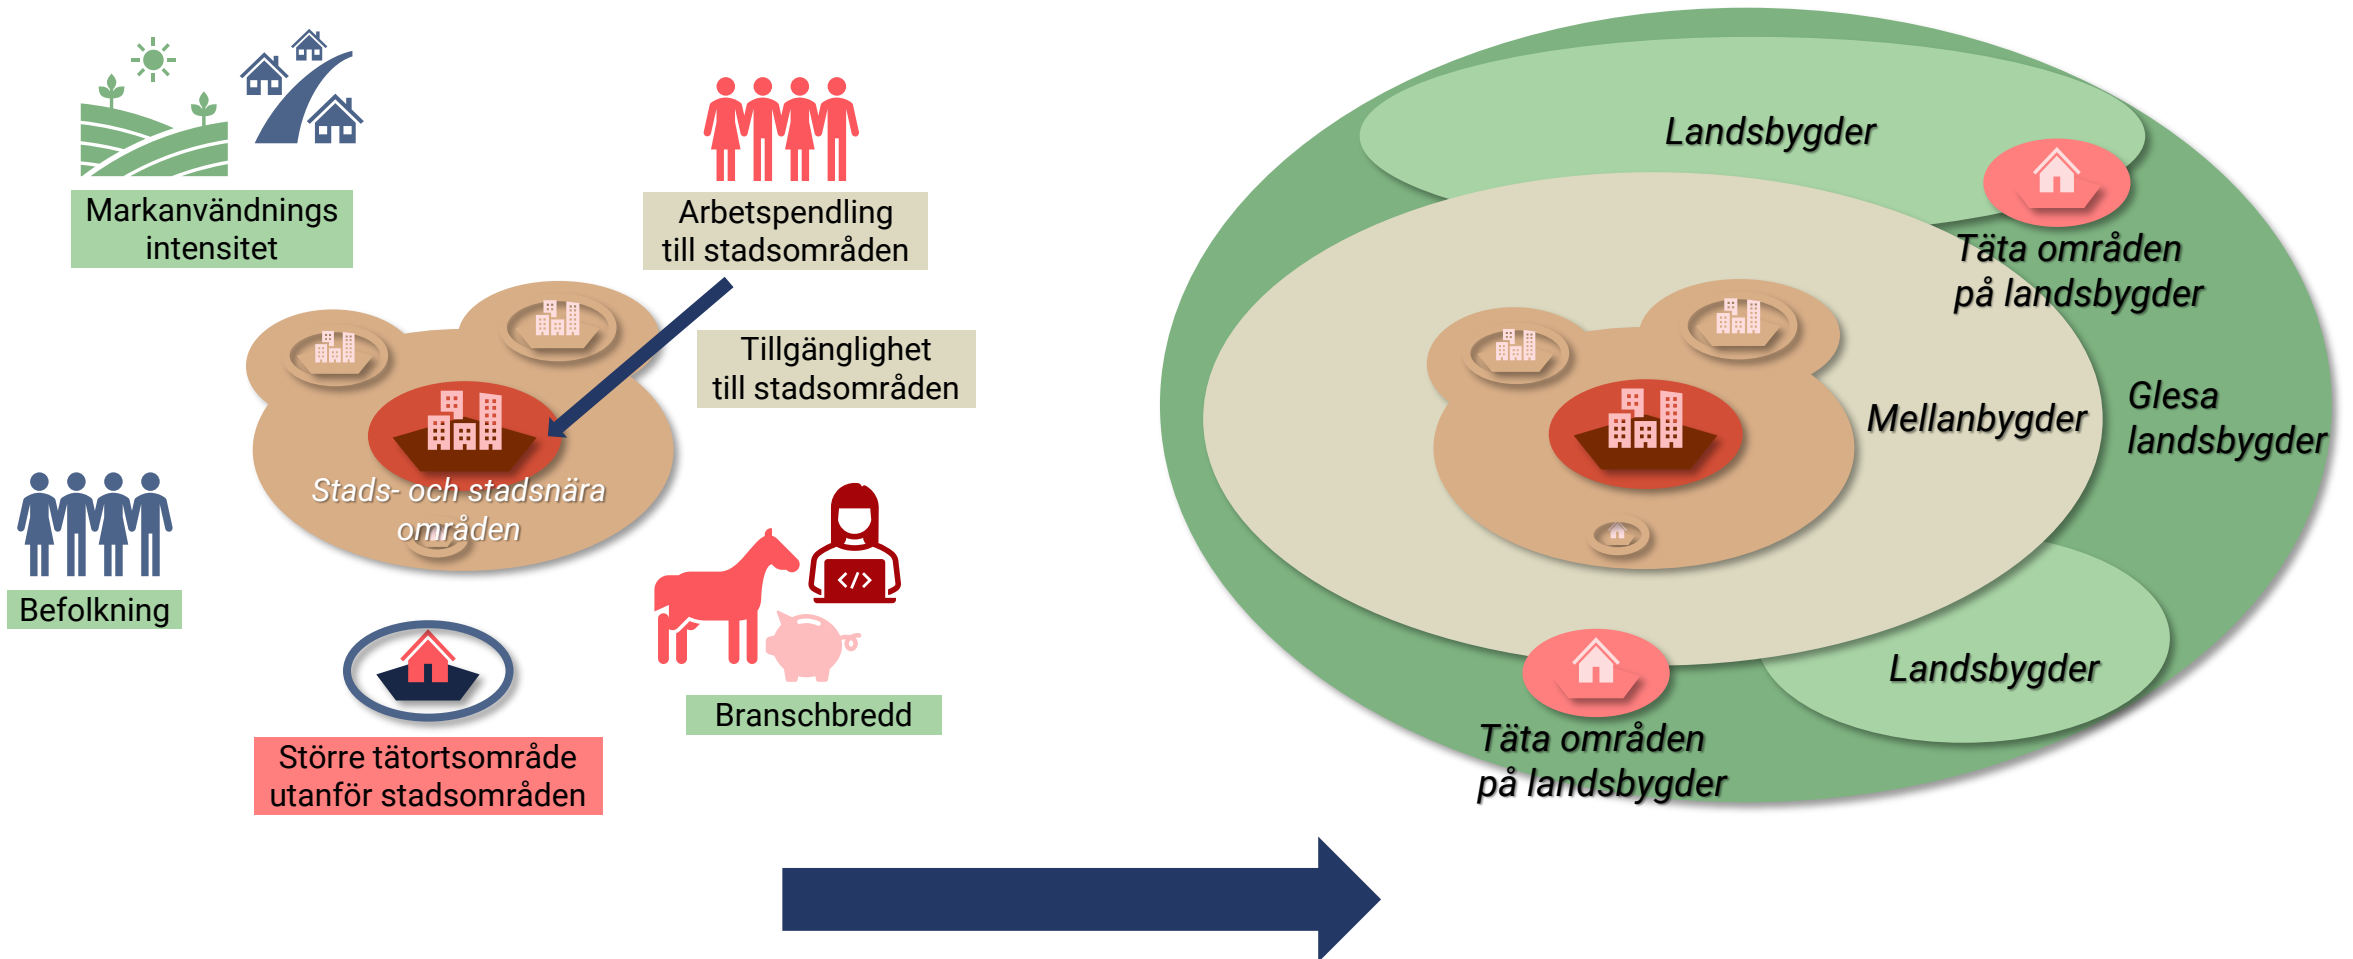 Markanvändnings
intensitet
Arbetspendling
till stadsområden
Tillgänglighet
till stadsområden
Stads- och stadsnära
områden
Befolkning
Branschbredd
Större tätortsområde
utanför stadsområden
Landsbygder
Täta områden
på landsbygder
Mellanbygder
Glesa
landsbygder
Landsbygder
Täta områden
på landsbygder